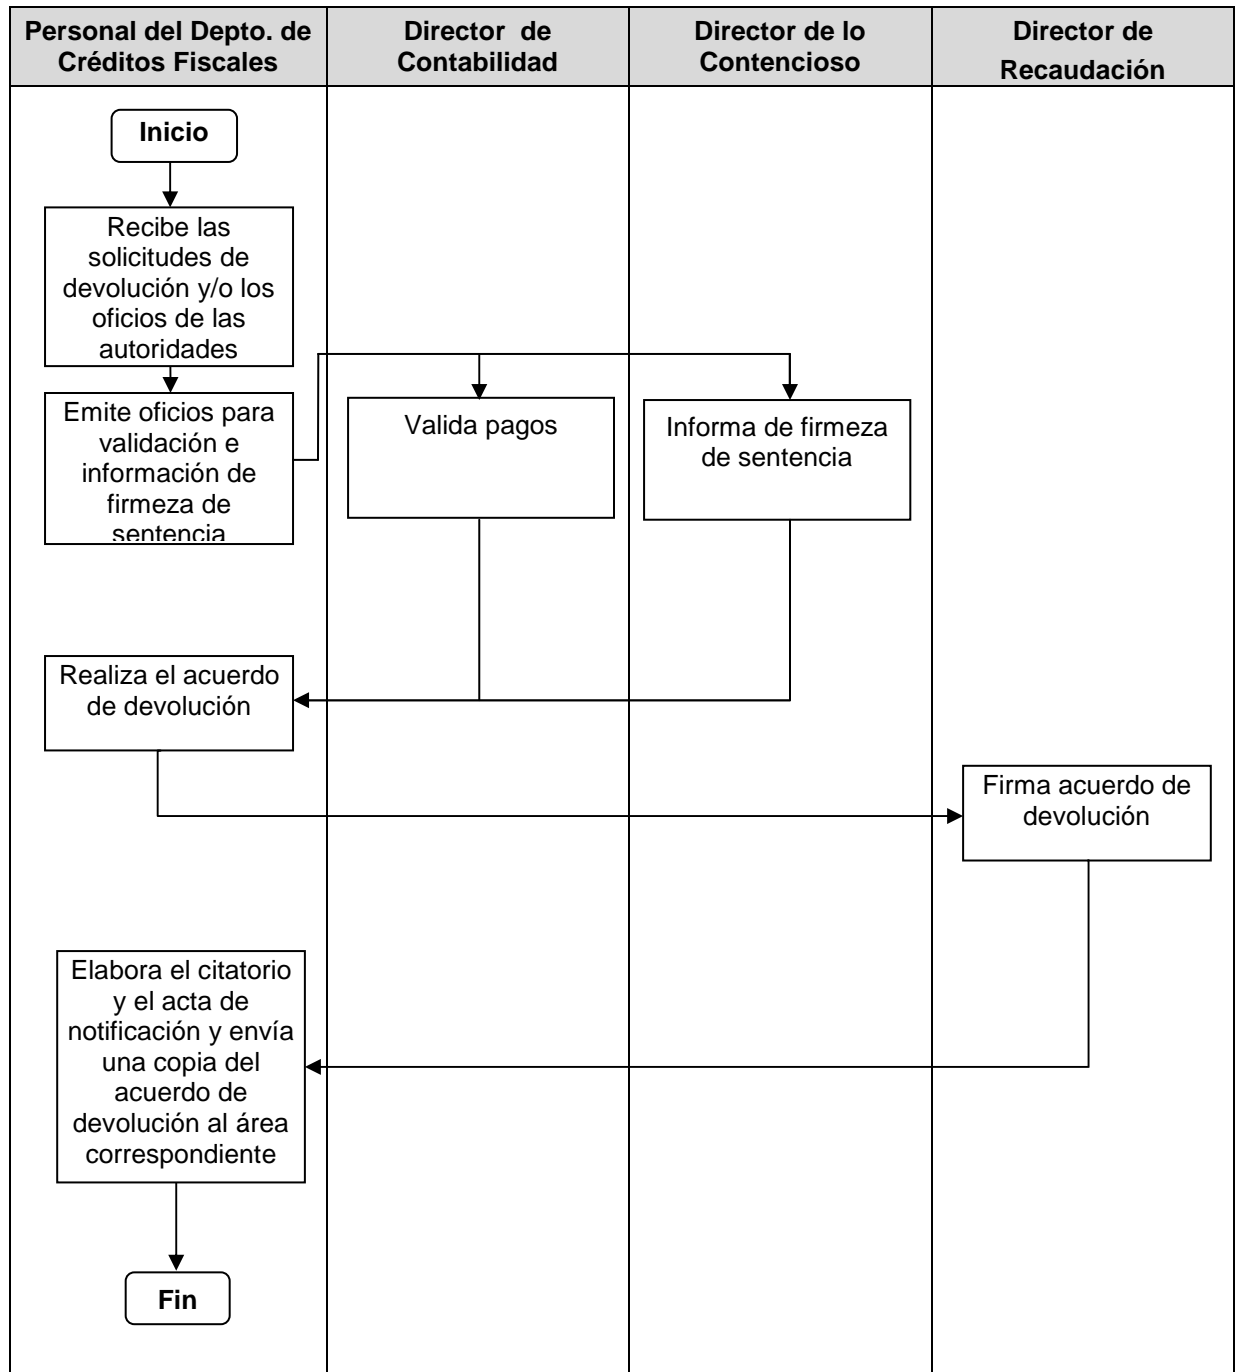 Personal del Depto. de
Créditos Fiscales
Director de
Contabilidad
Director de lo
Contencioso
Director de
Recaudación
Inicio
Recibe las
solicitudes de
devolución y/o los
oficios de las
autoridades
Emite oficios para
validación e
información de
firmeza de
sentencia
Valida pagos
Informa de firmeza
de sentencia
Realiza el acuerdo
de devolución
Firma acuerdo de
devolución
Elabora el citatorio
y el acta de
notificación y envía
una copia del
acuerdo de
devolución al área
correspondiente
Fin